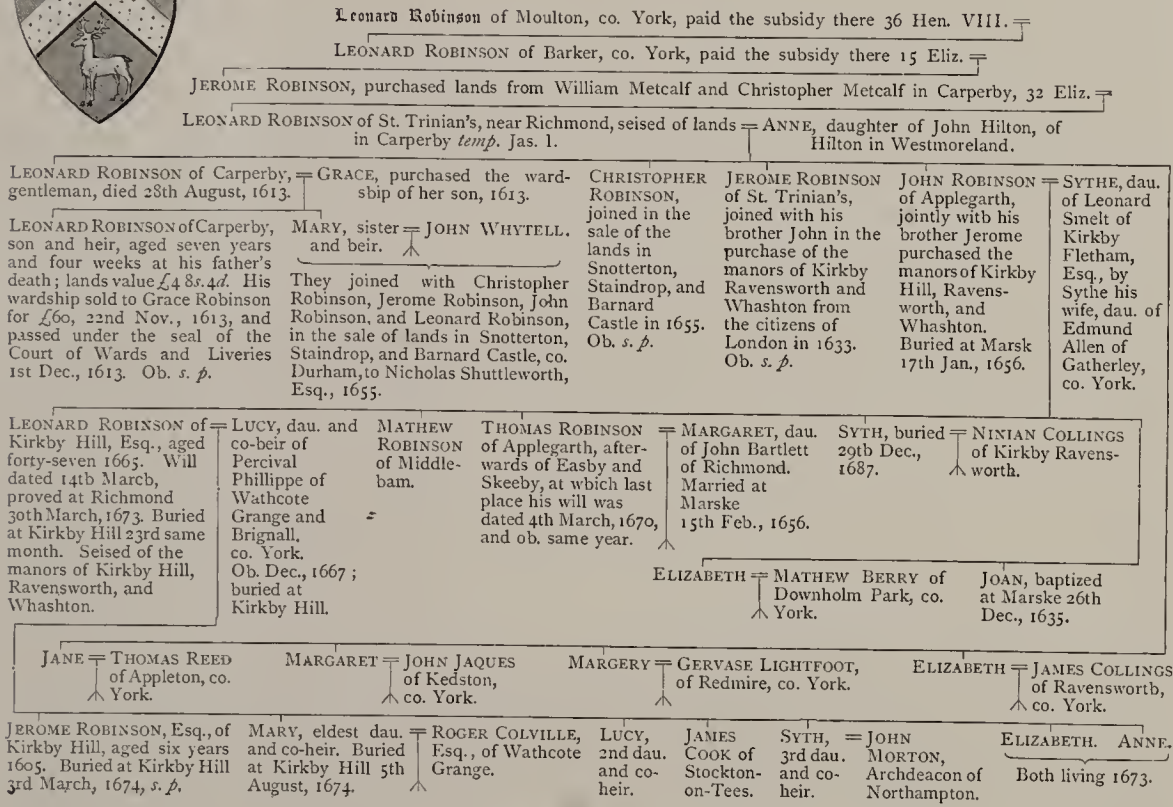 Leonard Robinson of Moulton, co. York, paid the subsidy there 36 Hen. VIII. =
LEONARD ROBINSON of Barker, co. York, paid the subsidy there 15 Eliz. =
JEROME ROBINSON, purchased lands from William Metcalf and Christopher Metcalf in Carperby, 32 Eliz. =
LEONARD ROBINSON of St. Trinian's, near Richmond, seised of lands
in Carperby temp. Jas. 1.
= ANNE, daughter of John Hilton, of
Hilton in Westmoreland.
LEONARD ROBINSON of Carperby,
gentleman, died 28th August, 1613.
= GRACE, purchased the ward-
sbip of her son, 1613.
CHRISTOPHER
ROBINSON,
joined in the
sale of the
lands in
Snotterton,
Staindrop, and
Barnard
Castle in 1655.
Ob. s. p.
JEROME ROBINSON
of St. Trinian's,
joined with his
brother John in the
purchase of the
manors of Kirkby
Ravensworth and
Whashton from
the citizens of
London in 1633.
Ob. s. p.
JOHN ROBINSON
of Applegarth,
jointly witb his
brother Jerome
purchased the
manors of Kirkby
Hill, Ravens-
worth, and
Whashton.
Buried at Marsk
17th Jan., 1656.
= SYTHE, dau.
of Leonard
Smelt of
Kirkby
Fletham,
Esq., by
Sythe his
wife, dau. of
Edmund
Allen of
Gatherley,
co. York.
LEONARD ROBINSON of Carperby,
son and heir, aged seven years
and four weeks at his father's
death; lands value £4 8s. 4d. His
wardship sold to Grace Robinson
for £60, 22nd Nov., 1613, and
passed under the seal of the
Court of Wards and Liveries
1st Dec., 1613. Ob. s. p.
MARY, sister
and beir.
= JOHN WHYTELL.
They joined with Christopher
Robinson, Jerome Robinson, John
Robinson, and Leonard Robinson,
in the sale of lands in Snotterton,
Staindrop, and Barnard Castle, co.
Durham, to Nicholas Shuttleworth,
Esq., 1655.
LEONARD ROBINSON of
Kirkby Hill, Esq., aged
forty-seven 1665. Will
dated 14tb Marcb,
proved at Richmond
30th March, 1673. Buried
at Kirkby Hill 23rd same
month. Seised of the
manors of Kirkby Hill,
Ravensworth, and
Whashton.
= LUCY, dau. and
co-beir of
Percival
Phillippe of
Wathcote
Grange and
Brignall,
co. York.
Ob. Dec., 1667;
buried at
Kirkby Hill.
MATHEW
ROBINSON
of Middle-
bam.
THOMAS ROBINSON
of Applegarth, after-
wards of Easby and
Skeeby, at which last
place his will was
dated 4th March, 1670,
and ob. same year.
= MARGARET, dau.
of John Bartlett
of Richmond.
Married at
Marske
15th Feb., 1656.
SYTH, buried
29th Dec.,
1687.
= NINIAN COLLINGS
of Kirkby Ravens-
worth.
ELIZABETH = MATHEW BERRY of
Downholm Park, co.
York.
JOAN, baptized
at Marske 26th
Dec., 1635.
JANE = THOMAS REED
of Appleton, co.
York.
MARGARET = JOHN JAQUES
of Kedston,
co. York.
MARGERY = GERVASE LIGHTFOOT,
of Redmire, co. York.
ELIZABETH = JAMES COLLINGS
of Ravenswortb,
co. York.
JEROME ROBINSON, Esq., of
Kirkby Hill, aged six years
1605. Buried at Kirkby Hill
3rd March, 1674, s. p.
MARY, eldest dau.
and co-heir. Buried
at Kirkby Hill 5th
August, 1674.
= ROGER COLVILLE,
Esq., of Wathcote
Grange.
LUCY,
2nd dau.
and co-
heir.
JAMES
COOK of
Stockton-
on-Tees.
SYTH,
3rd dau.
and co-
heir.
= JOHN
MORTON,
Archdeacon of
Northampton.
ELIZABETH. ANNE.
Both living 1673.